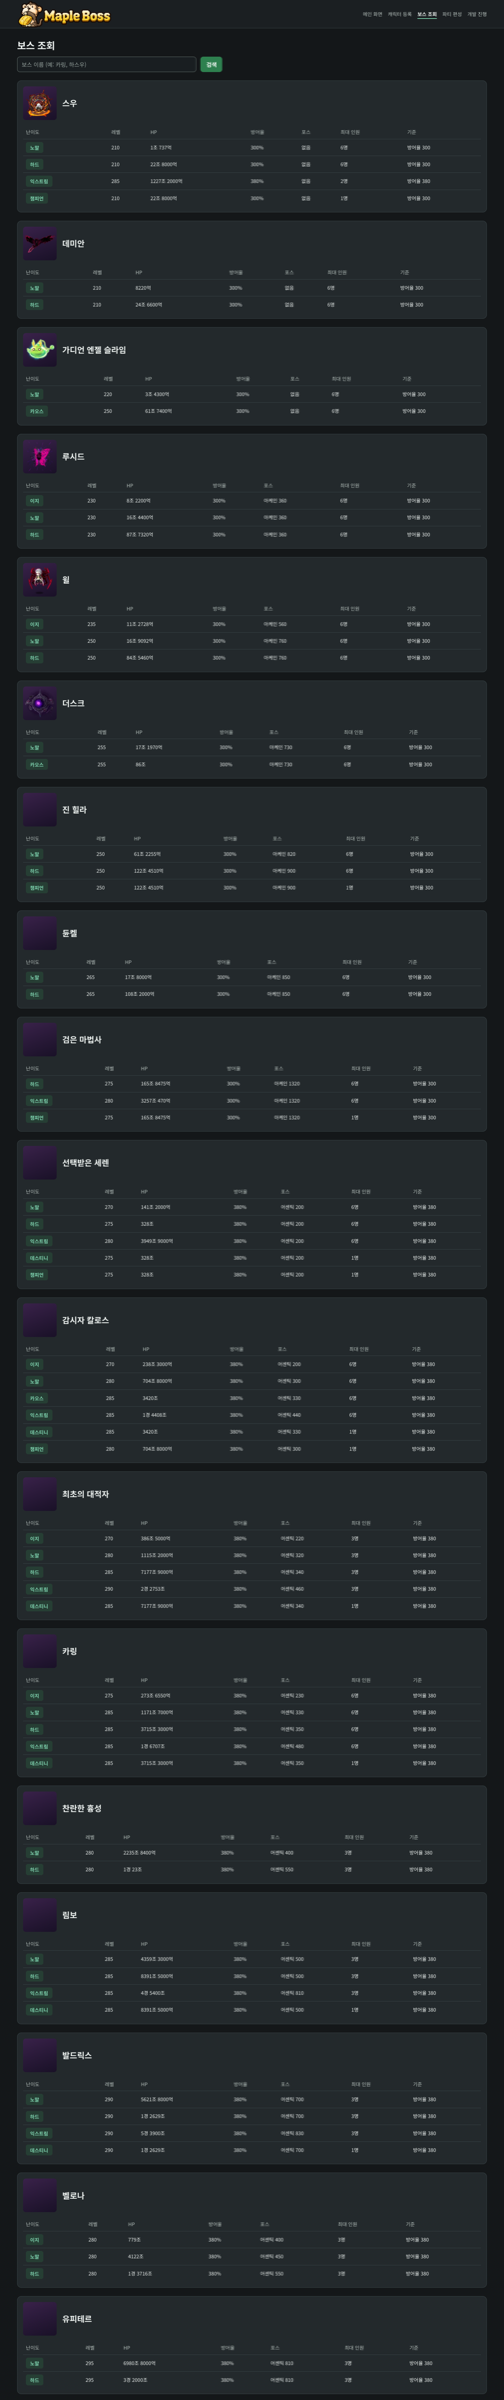 Maple Boss
메인 화면 캐릭터 등록 보스 조회 파티 편성 개발 진행
보스 조회
보스 이름 (예: 카링, 하스우) 검색
스우
난이도 레벨 HP 방어율 포스 최대 인원 기준
노말 210 1조 737억 300% 없음 6명 방어율 300
하드 210 22조 8000억 300% 없음 6명 방어율 300
익스트림 285 1227조 2000억 380% 없음 2명 방어율 380
챔피언 210 22조 8000억 300% 없음 1명 방어율 300
데미안
난이도 레벨 HP 방어율 포스 최대 인원 기준
노말 210 8220억 300% 없음 6명 방어율 300
하드 210 24조 6600억 300% 없음 6명 방어율 300
가디언 엔젤 슬라임
난이도 레벨 HP 방어율 포스 최대 인원 기준
노말 220 3조 4300억 300% 없음 6명 방어율 300
카오스 250 61조 7400억 300% 없음 6명 방어율 300
루시드
난이도 레벨 HP 방어율 포스 최대 인원 기준
이지 230 8조 2200억 300% 아케인 360 6명 방어율 300
노말 230 16조 4400억 300% 아케인 360 6명 방어율 300
하드 230 87조 7320억 300% 아케인 360 6명 방어율 300
윌
난이도 레벨 HP 방어율 포스 최대 인원 기준
이지 235 11조 2728억 300% 아케인 560 6명 방어율 300
노말 250 16조 9092억 300% 아케인 760 6명 방어율 300
하드 250 84조 5460억 300% 아케인 760 6명 방어율 300
더스크
난이도 레벨 HP 방어율 포스 최대 인원 기준
노말 255 17조 1970억 300% 아케인 730 6명 방어율 300
카오스 255 86조 300% 아케인 730 6명 방어율 300
진 힐라
난이도 레벨 HP 방어율 포스 최대 인원 기준
노말 250 61조 2255억 300% 아케인 820 6명 방어율 300
하드 250 122조 4510억 300% 아케인 900 6명 방어율 300
챔피언 250 122조 4510억 300% 아케인 900 1명 방어율 300
듄켈
난이도 레벨 HP 방어율 포스 최대 인원 기준
노말 265 17조 8000억 300% 아케인 850 6명 방어율 300
하드 265 108조 2000억 300% 아케인 850 6명 방어율 300
검은 마법사
난이도 레벨 HP 방어율 포스 최대 인원 기준
하드 275 165조 8475억 300% 아케인 1320 6명 방어율 300
익스트림 280 3257조 470억 300% 아케인 1320 6명 방어율 300
챔피언 275 165조 8475억 300% 아케인 1320 1명 방어율 300
선택받은 세렌
난이도 레벨 HP 방어율 포스 최대 인원 기준
노말 270 141조 2000억 380% 어센틱 200 6명 방어율 380
하드 275 328조 380% 어센틱 200 6명 방어율 380
익스트림 280 3949조 9000억 380% 어센틱 200 6명 방어율 380
데스티니 275 328조 380% 어센틱 200 1명 방어율 380
챔피언 275 328조 380% 어센틱 200 1명 방어율 380
감시자 칼로스
난이도 레벨 HP 방어율 포스 최대 인원 기준
이지 270 238조 3000억 380% 어센틱 200 6명 방어율 380
노말 280 704조 8000억 380% 어센틱 300 6명 방어율 380
카오스 285 3420조 380% 어센틱 330 6명 방어율 380
익스트림 285 1경 4408조 380% 어센틱 440 6명 방어율 380
데스티니 285 3420조 380% 어센틱 330 1명 방어율 380
챔피언 280 704조 8000억 380% 어센틱 300 1명 방어율 380
최초의 대적자
난이도 레벨 HP 방어율 포스 최대 인원 기준
이지 270 386조 5000억 380% 어센틱 220 3명 방어율 380
노말 280 1115조 2000억 380% 어센틱 320 3명 방어율 380
하드 285 7177조 9000억 380% 어센틱 340 3명 방어율 380
익스트림 290 2경 2753조 380% 어센틱 460 3명 방어율 380
데스티니 285 7177조 9000억 380% 어센틱 340 1명 방어율 380
카링
난이도 레벨 HP 방어율 포스 최대 인원 기준
이지 275 273조 6550억 380% 어센틱 230 6명 방어율 380
노말 285 1171조 7000억 380% 어센틱 330 6명 방어율 380
하드 285 3715조 3000억 380% 어센틱 350 6명 방어율 380
익스트림 285 1경 6707조 380% 어센틱 480 6명 방어율 380
데스티니 285 3715조 3000억 380% 어센틱 350 1명 방어율 380
찬란한 흉성
난이도 레벨 HP 방어율 포스 최대 인원 기준
노말 280 2235조 8400억 380% 어센틱 400 3명 방어율 380
하드 280 1경 23조 380% 어센틱 550 3명 방어율 380
림보
난이도 레벨 HP 방어율 포스 최대 인원 기준
노말 285 4359조 3000억 380% 어센틱 500 3명 방어율 380
하드 285 8391조 5000억 380% 어센틱 500 3명 방어율 380
익스트림 285 4경 5400조 380% 어센틱 810 3명 방어율 380
데스티니 285 8391조 5000억 380% 어센틱 500 1명 방어율 380
발드릭스
난이도 레벨 HP 방어율 포스 최대 인원 기준
노말 290 5621조 8000억 380% 어센틱 700 3명 방어율 380
하드 290 1경 2629조 380% 어센틱 700 3명 방어율 380
익스트림 290 5경 3900조 380% 어센틱 830 3명 방어율 380
데스티니 290 1경 2629조 380% 어센틱 700 1명 방어율 380
벨로나
난이도 레벨 HP 방어율 포스 최대 인원 기준
이지 280 779조 380% 어센틱 400 3명 방어율 380
노말 280 4122조 380% 어센틱 450 3명 방어율 380
하드 280 1경 3716조 380% 어센틱 550 3명 방어율 380
유피테르
난이도 레벨 HP 방어율 포스 최대 인원 기준
노말 295 6980조 8000억 380% 어센틱 810 3명 방어율 380
하드 295 3경 2000조 380% 어센틱 810 3명 방어율 380